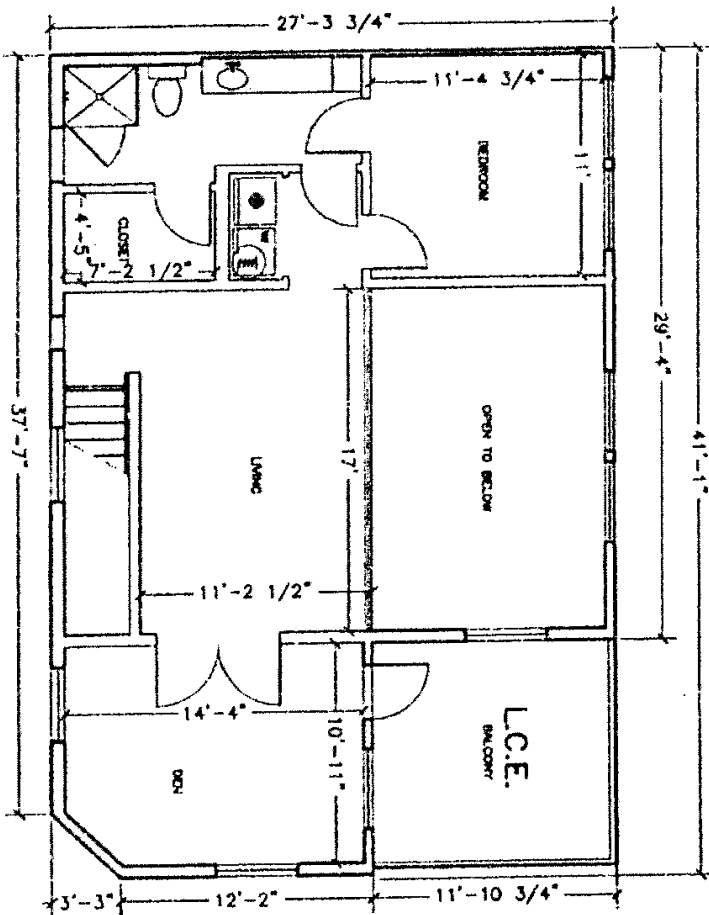 27'-3 3/4"
11'-4 3/4"
BEDROOM
11'
CLOSET
4'-5"
7'-2 1/2"
W
29'-4"
41'-1"
37'-7"
OPEN TO BELOW
LIVING
17'
11'-2 1/2"
14'-4"
10'-11"
L.C.E.
BALCONY
DEN
3'-3"
12'-2"
11'-10 3/4"